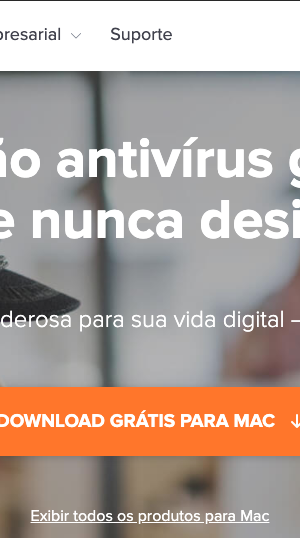 presarial Suporte
ão antivírus g
e nunca desi
derosa para sua vida digital –
DOWNLOAD GRÁTIS PARA MAC
Exibir todos os produtos para Mac